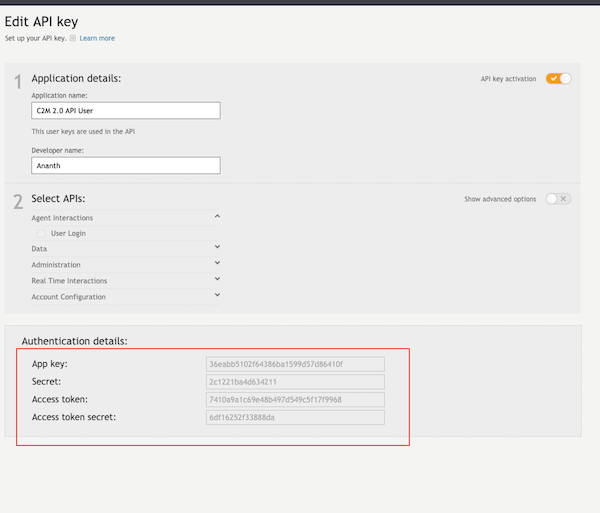 Edit API key
Set up your API key. Learn more
1 Application details:
API key activation
Application name:
C2M 2.0 API User
This user keys are used in the API
Developer name:
Ananth
2 Select APIs:
Show advanced options
Agent Interactions
User Login
Data
Administration
Real Time Interactions
Account Configuration
Authentication details:
App key: 36eabb5102f64386ba1599d57d86410f
Secret: 2c1221ba4d634211
Access token: 7410a9a1c69e48b497d549c5f17f9968
Access token secret: 6df16252f33888da